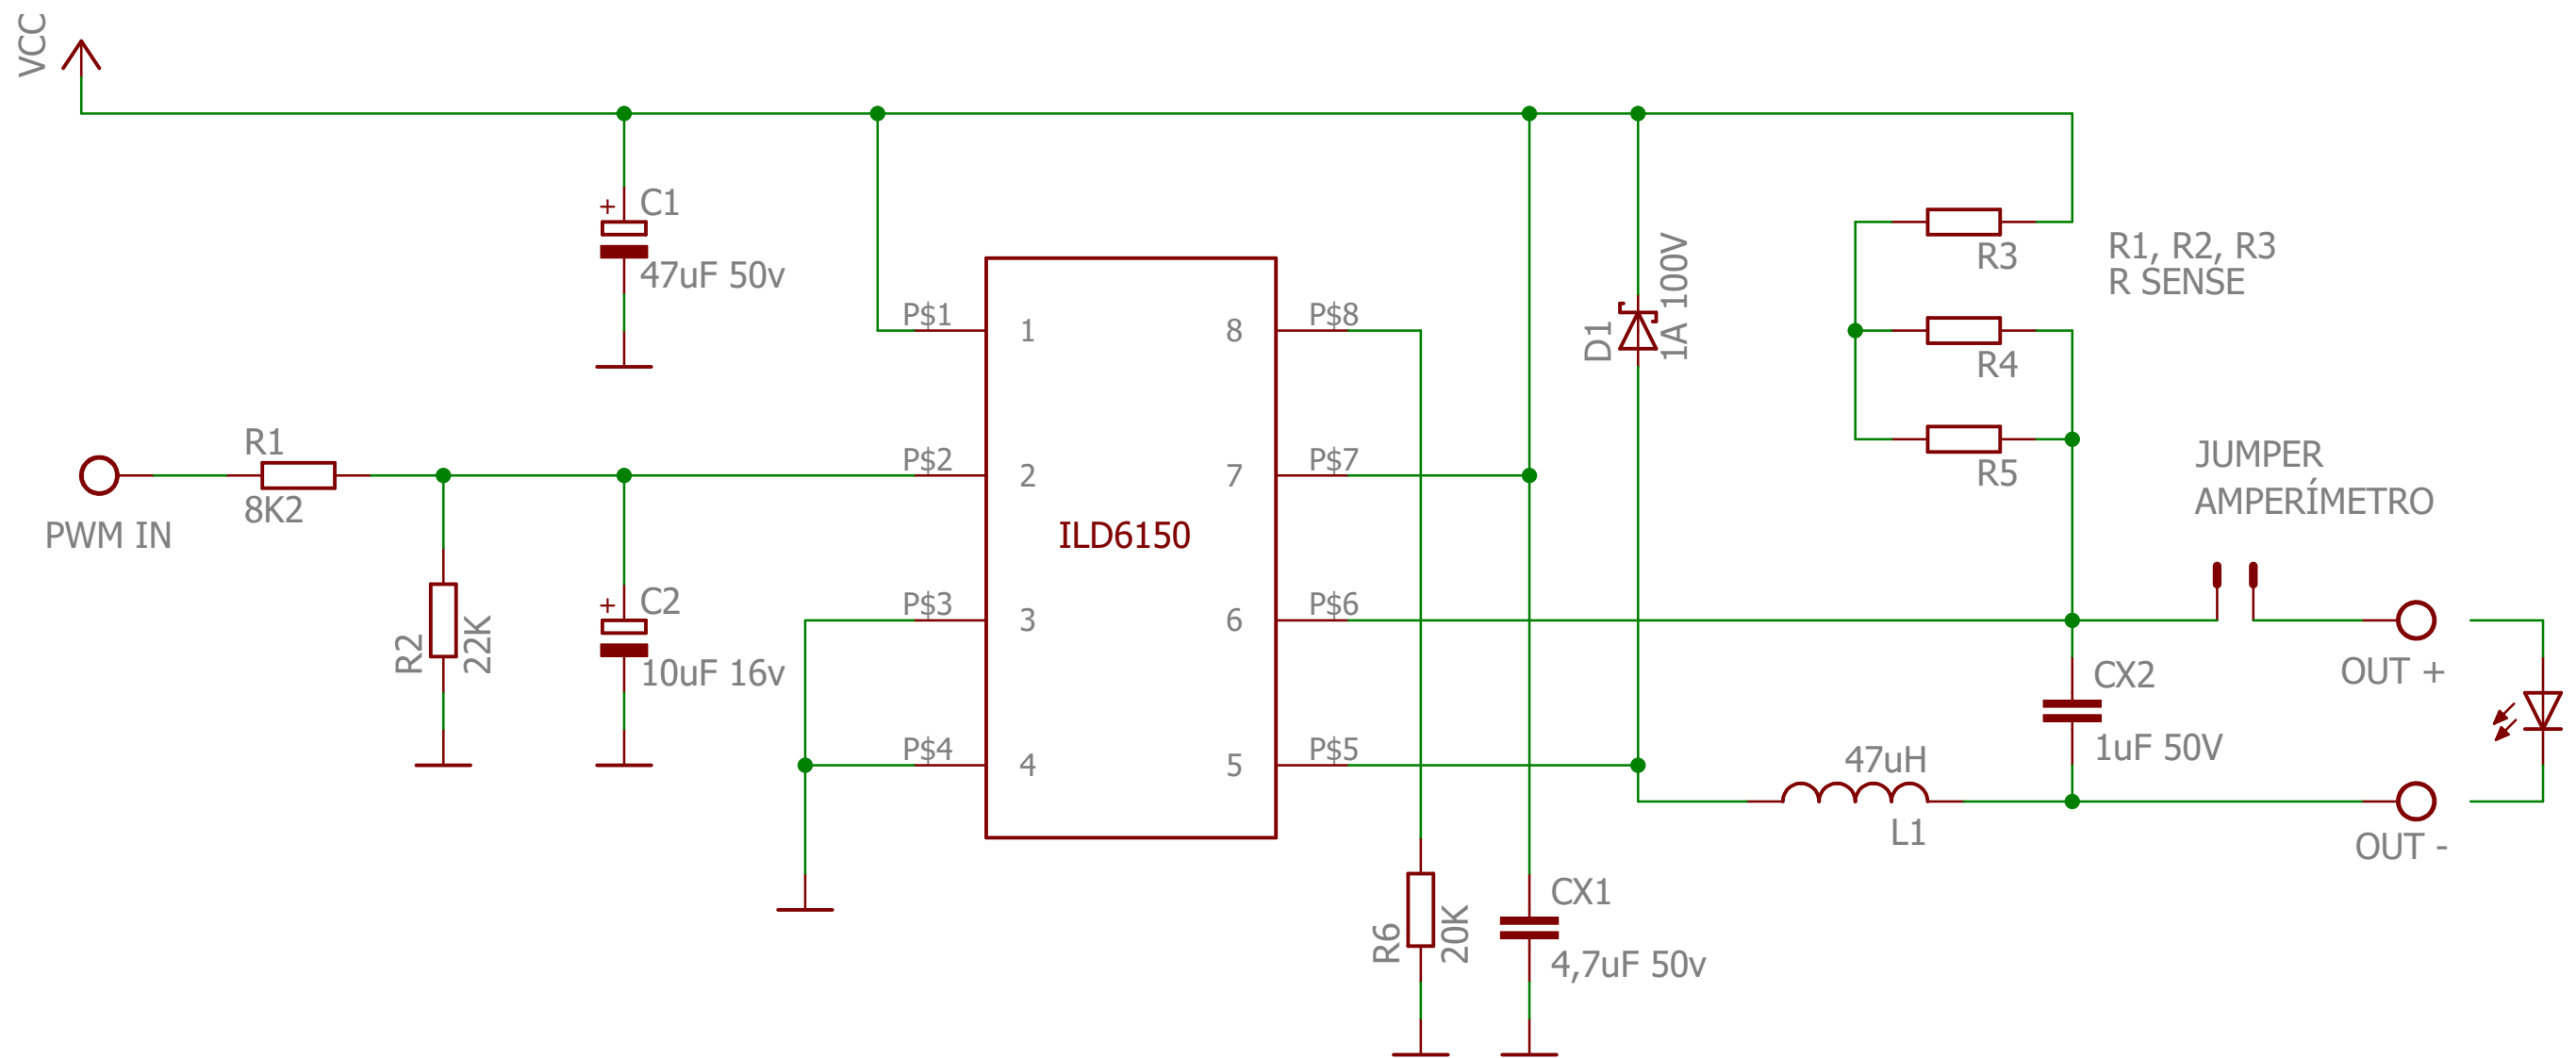 VCC
C1
47uF 50v
P$1
1
8
P$8
D1
1A 100V
R3
R1, R2, R3
R SENSE
R4
PWM IN
R1
8K2
P$2
2
7
P$7
R5
JUMPER
AMPERÍMETRO
ILD6150
R2
22K
C2
10uF 16v
P$3
3
6
P$6
OUT +
CX2
1uF 50V
P$4
4
5
P$5
47uH
L1
OUT -
R6
20K
CX1
4,7uF 50v